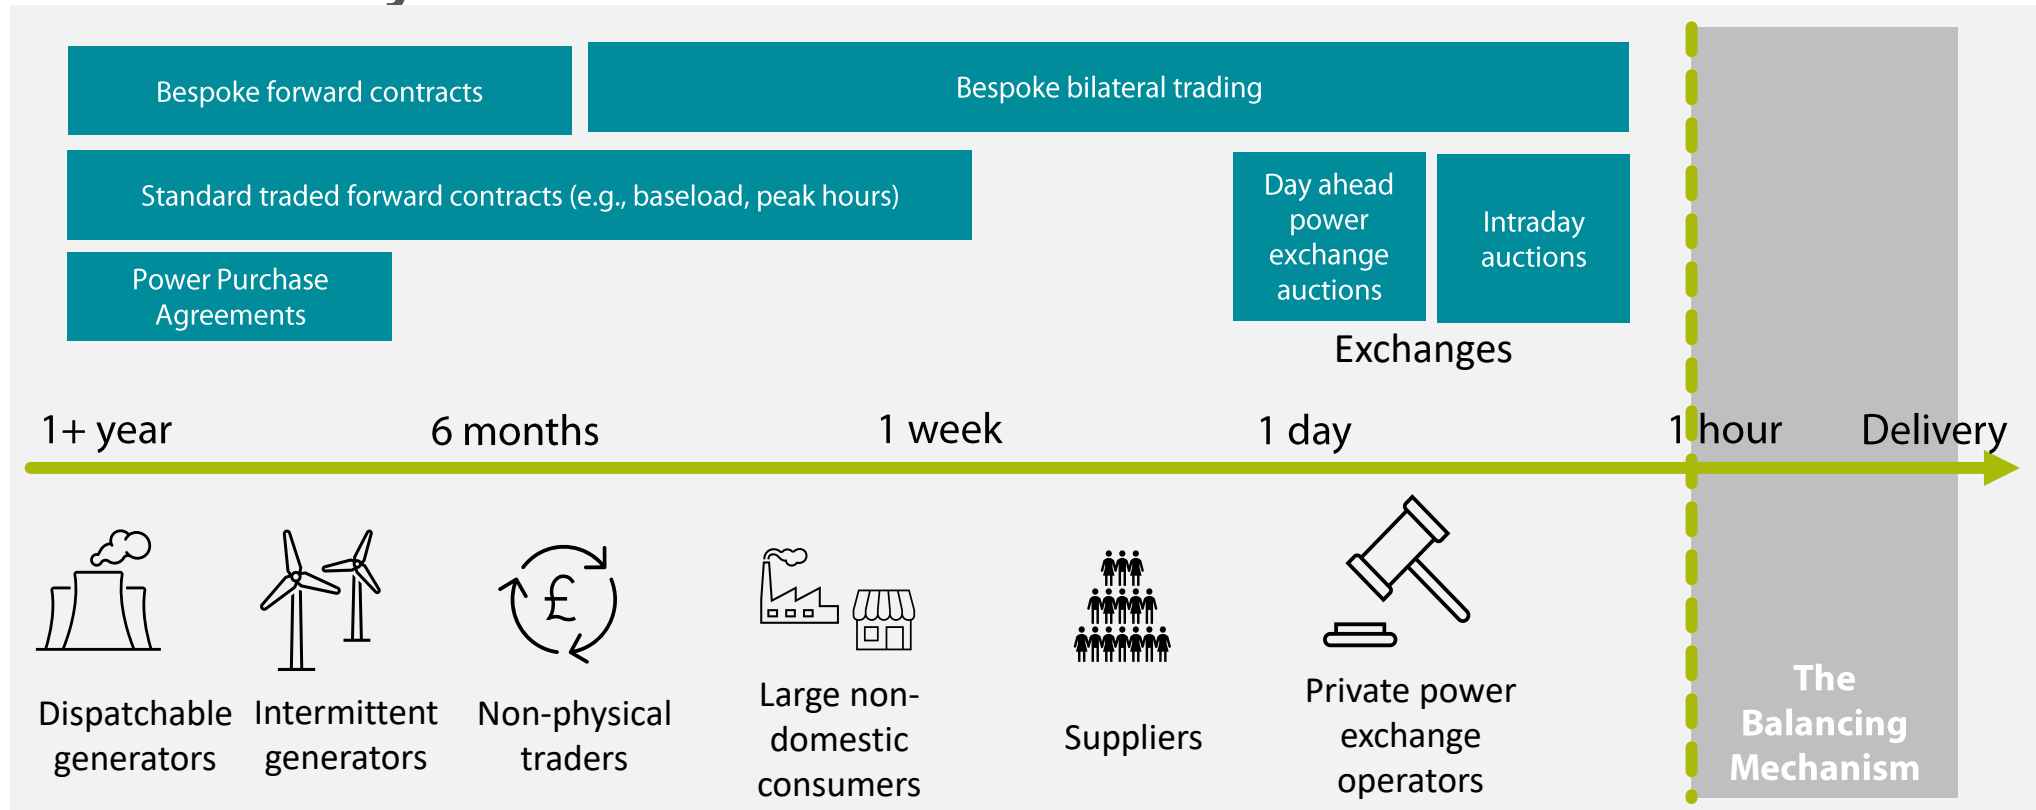 Bespoke forward contracts
Bespoke bilateral trading
Standard traded forward contracts (e.g., baseload, peak hours)
Day ahead
power
exchange
auctions
Intraday
auctions
Power Purchase
Agreements
Exchanges
1+ year
6 months
1 week
1 day
1 hour
Delivery
£
Dispatchable
generators
Intermittent
generators
Non-physical
traders
Large non-
domestic
consumers
Suppliers
Private power
exchange
operators
The
Balancing
Mechanism